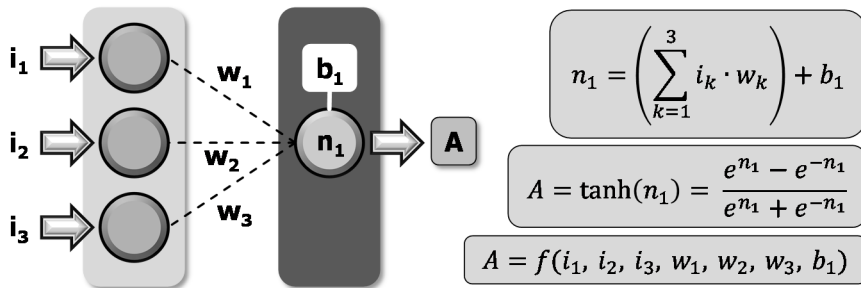 i₁
w₁
b₁
i₂
w₂
n₁
A
i₃
w₃
n₁ = (∑_{k=1}^{3} i_k · w_k) + b₁
A = tanh(n₁) = (e^{n₁} − e^{−n₁}) / (e^{n₁} + e^{−n₁})
A = f(i₁, i₂, i₃, w₁, w₂, w₃, b₁)